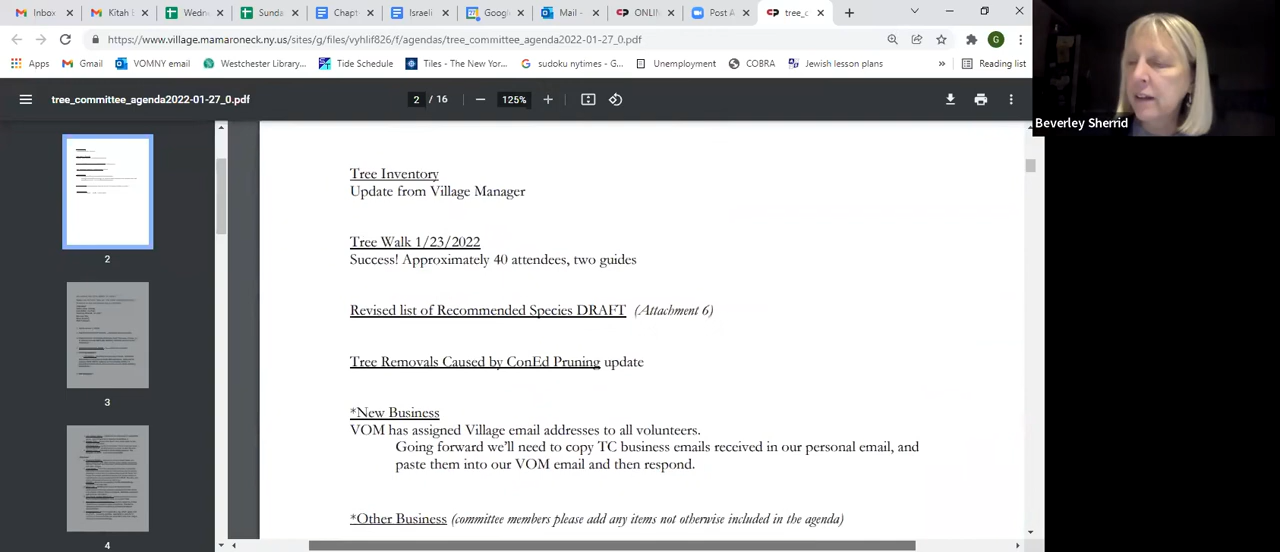 Inbox
Kitah E
Wedne
Sunda
Chapt
Israeli
Googl
Mail -
ONLIN
Post A
tree_c
https://www.village.mamaroneck.ny.us/sites/g/files/vyhlif826/f/agendas/tree_committee_agenda2022-01-27_0.pdf
G
Apps
Gmail
VOMNY email
Westchester Library...
Tide Schedule
Tiles - The New Yor...
sudoku nytimes - G...
Unemployment
COBRA
Jewish lesson plans
»
Reading list
tree_committee_agenda2022-01-27_0.pdf
2 / 16
125%
Beverley Sherrid
2
3
4
Tree Inventory
Update from Village Manager
Tree Walk 1/23/2022
Success! Approximately 40 attendees, two guides
Revised list of Recommended Species DRAFT (Attachment 6)
Tree Removals Caused by ConEd Pruning update
*New Business
VOM has assigned Village email addresses to all volunteers.
Going forward we'll need to copy TC business emails received in our personal email, and
paste them into our VOM email and then respond.
*Other Business (committee members please add any items not otherwise included in the agenda)